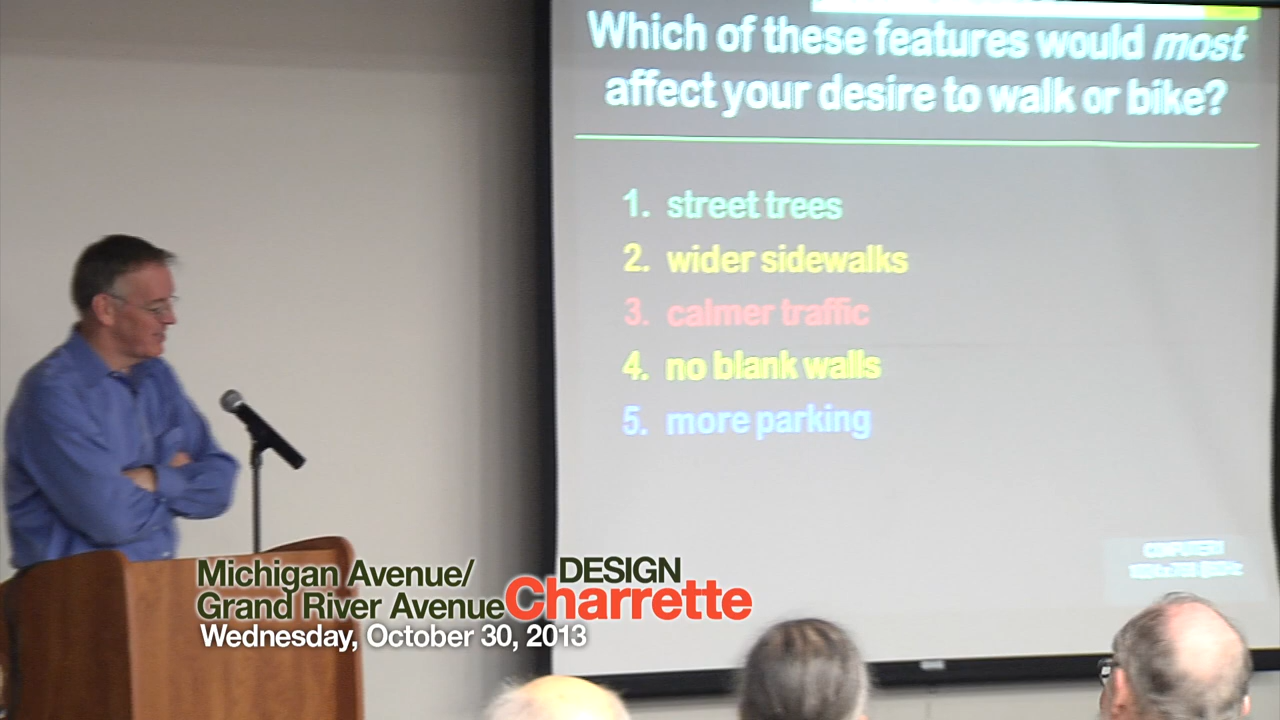 Which of these features would most
affect your desire to walk or bike?
1. street trees
2. wider sidewalks
3. calmer traffic
4. no blank walls
5. more parking
Michigan Avenue/
Grand River Avenue
DESIGN
Charrette
Wednesday, October 30, 2013